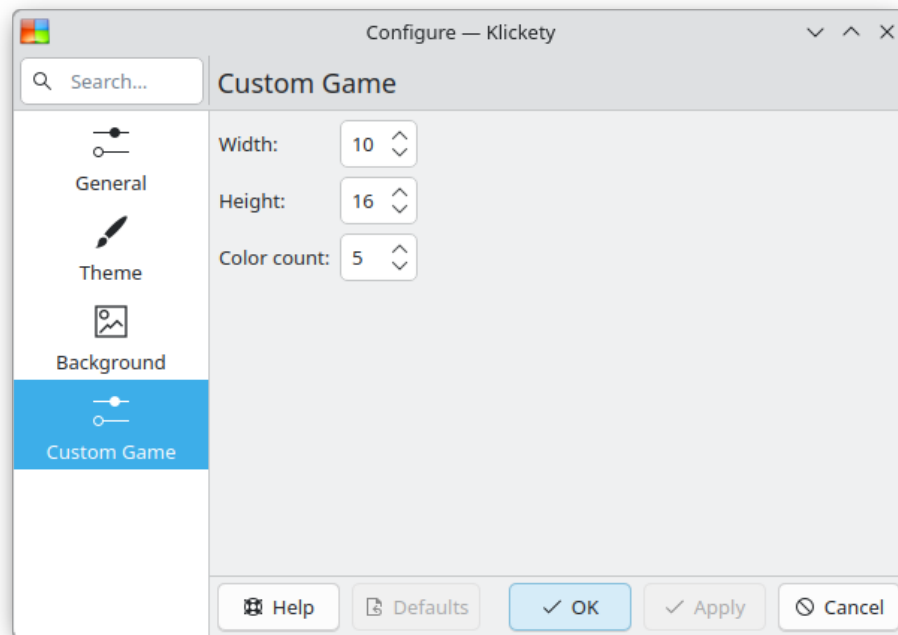 Configure — Klickety
Search...
Custom Game
General
Theme
Background
Custom Game
Width: 10
Height: 16
Color count: 5
Help Defaults OK Apply Cancel